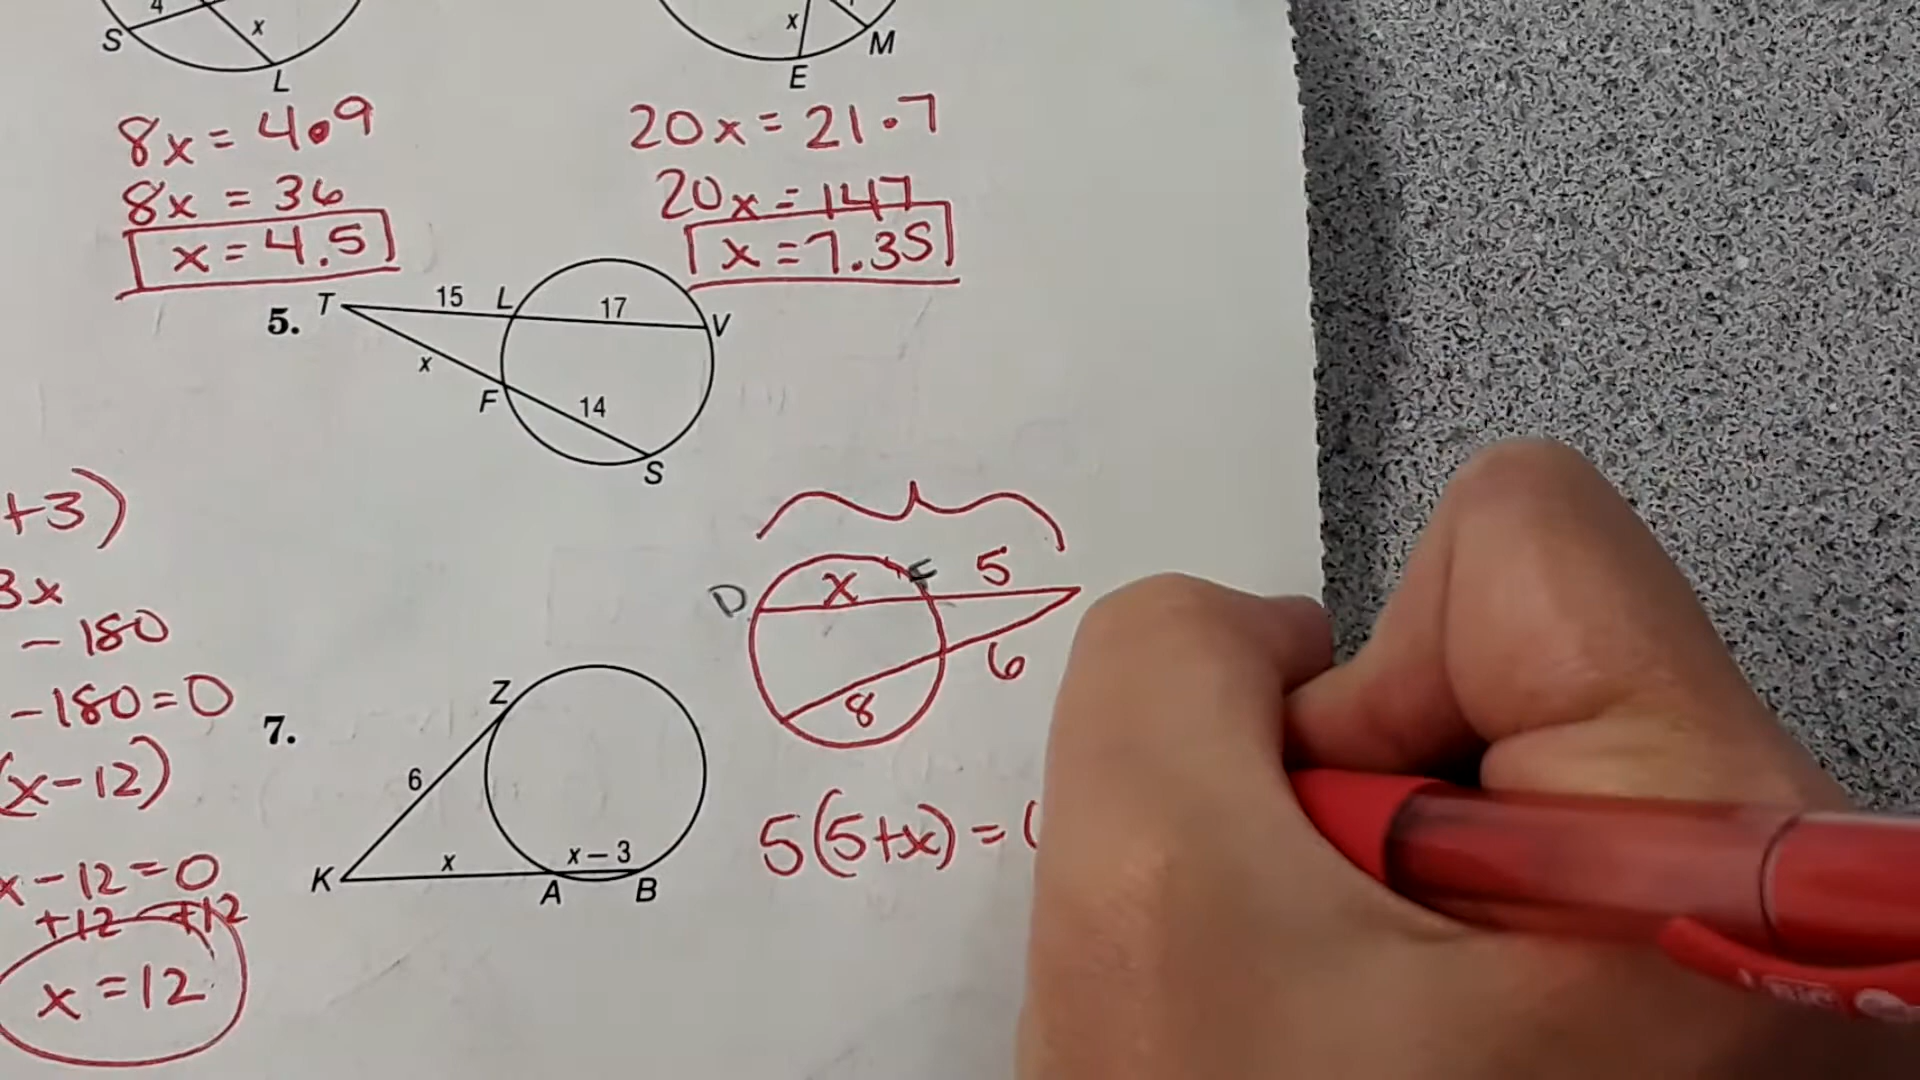 4
S
x
L
x
E
M
8x = 4•9
8x = 36
x = 4.5
20x = 21•7
20x = 147
x = 7.35
5.
T
15
L
17
V
x
F
14
S
+3)
3x
- 180
- 180 = 0
(x - 12)
x - 12 = 0
+12 +12
x = 12
D
x
E
5
6
8
5(5+x) = (
7.
Z
6
K
x
A
x – 3
B
BIC